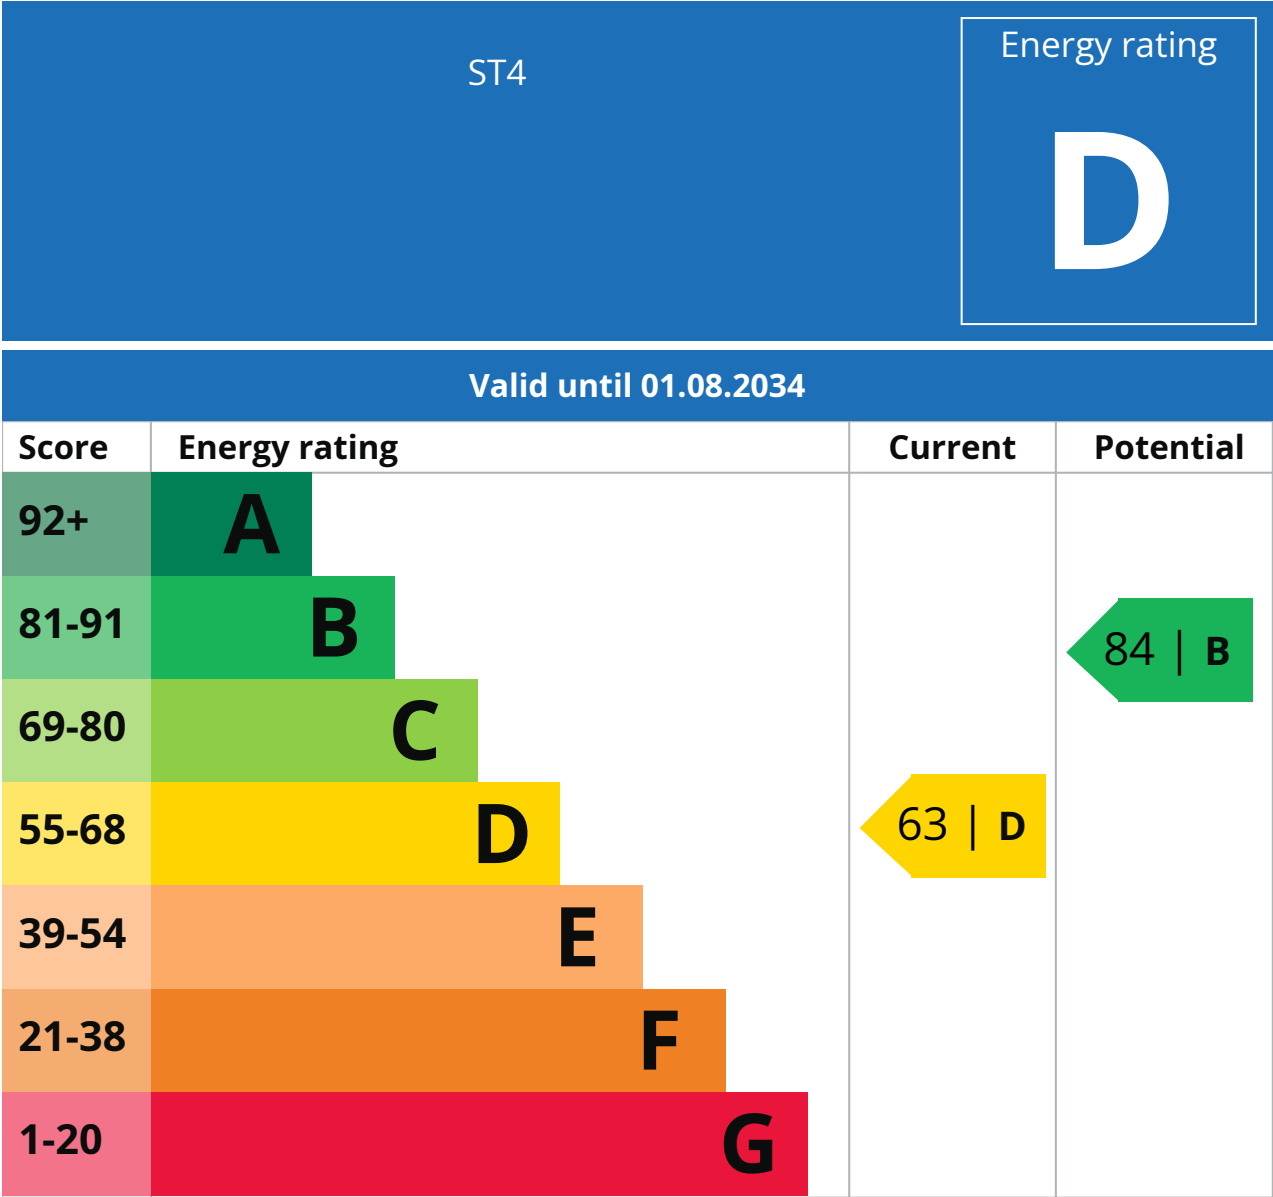 ST4
Energy rating
D
Valid until 01.08.2034
Score Energy rating Current Potential
92+ A
81-91 B
84 | B
69-80 C
55-68 D
63 | D
39-54 E
21-38 F
1-20 G